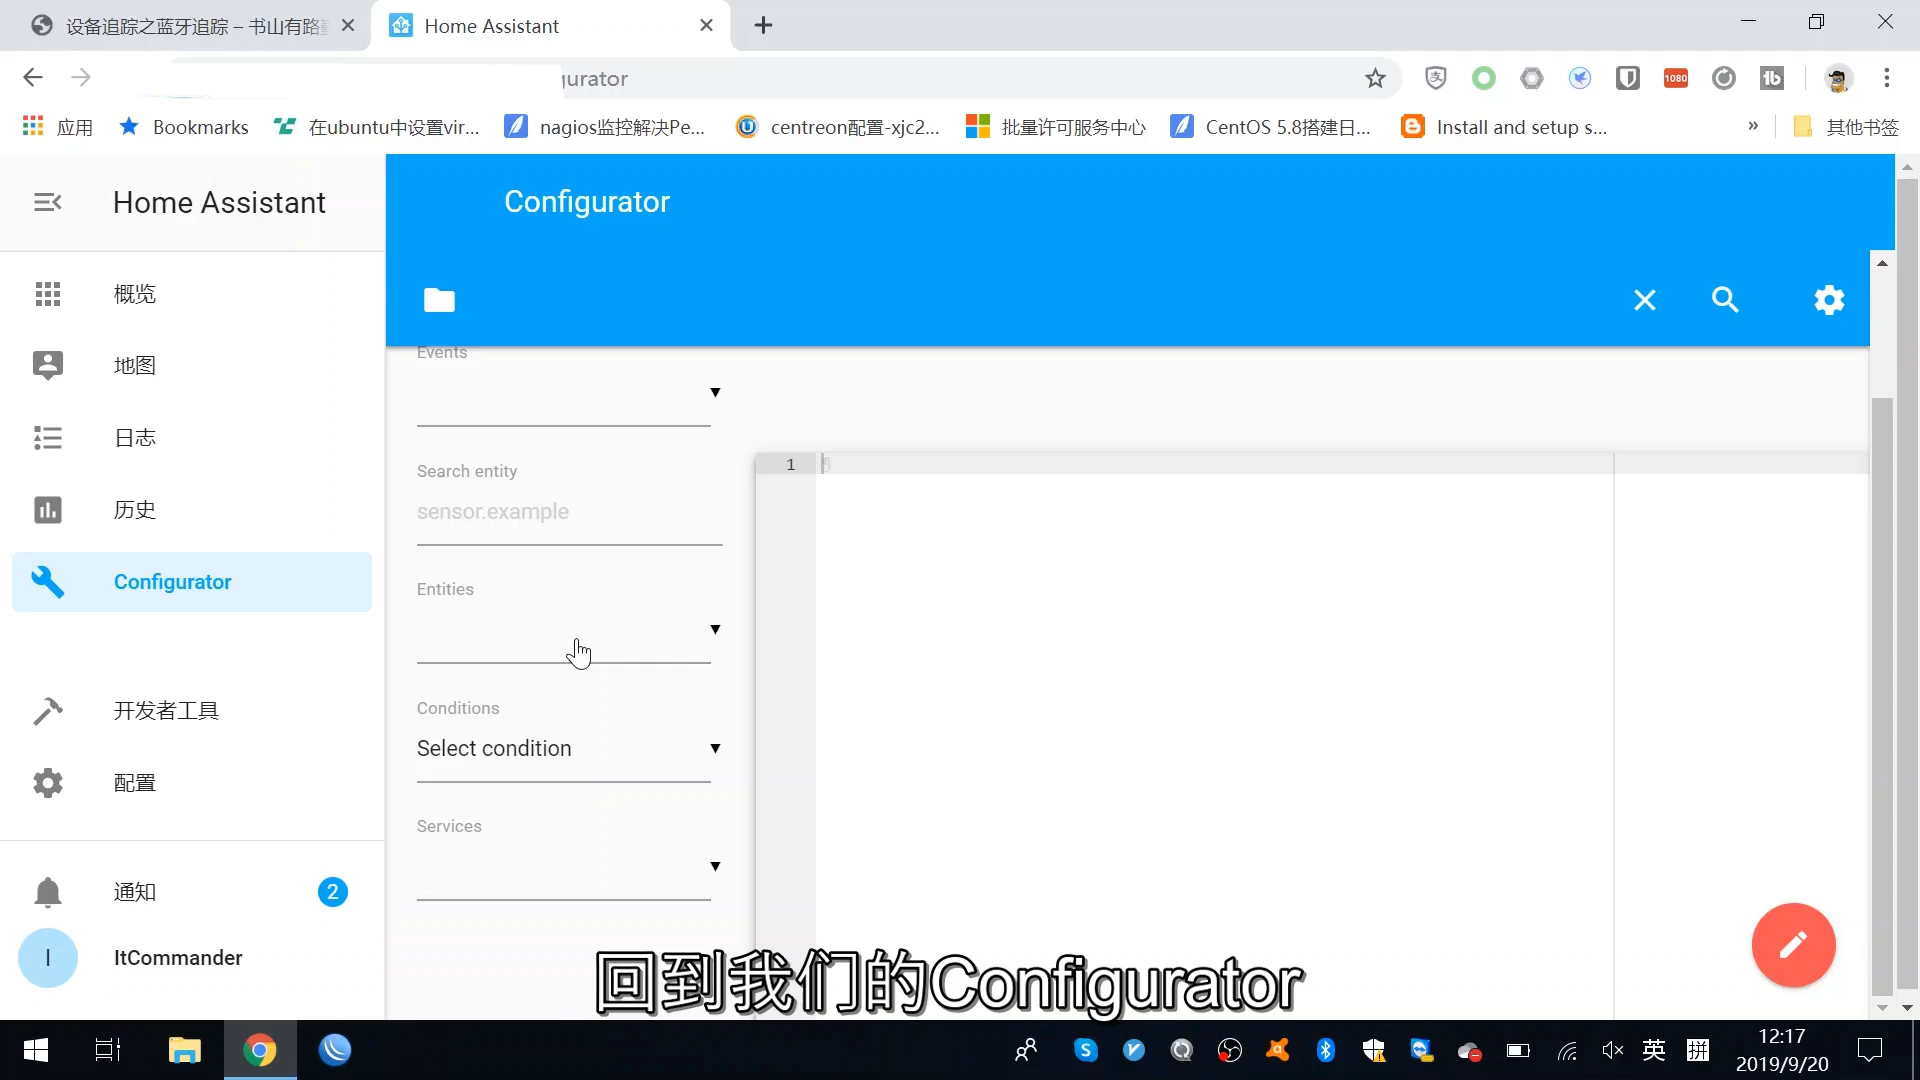 设备追踪之蓝牙追踪 – 书山有路
Home Assistant
urator
1080
应用
Bookmarks
在ubuntu中设置vir...
nagios监控解决Pe...
centreon配置-xjc2...
批量许可服务中心
CentOS 5.8搭建日...
Install and setup s...
»
其他书签
Home Assistant
Configurator
概览
地图
日志
历史
Configurator
开发者工具
配置
通知
2
I
ItCommander
Events
Search entity
sensor.example
Entities
Conditions
Select condition
Services
1
回到我们的Configurator
英
拼
12:17
2019/9/20